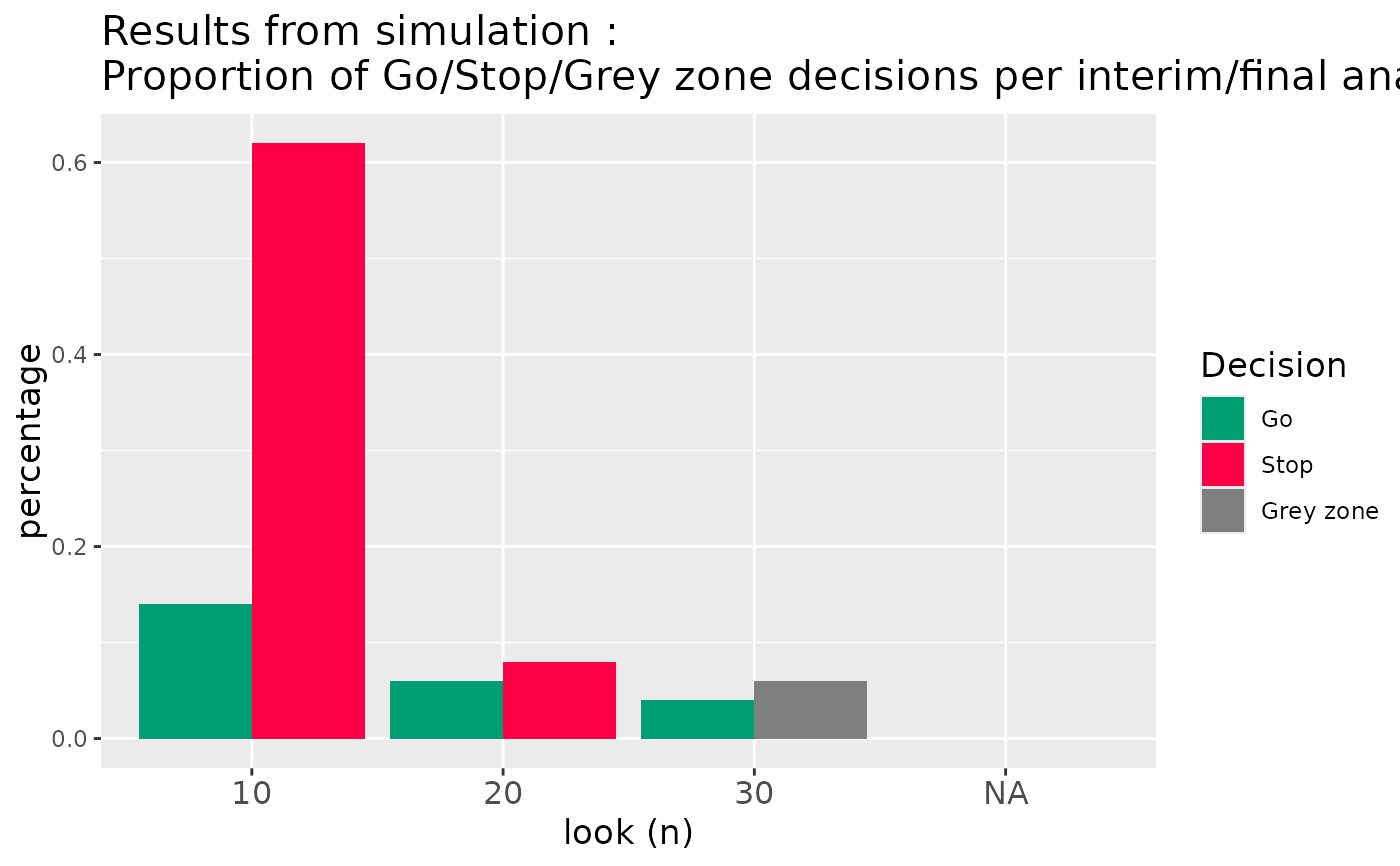 Results from simulation :
Proportion of Go/Stop/Grey zone decisions per interim/final
percentage
0.6
0.4
0.2
0.0
10 20 30 NA
look (n)
Decision
Go
Stop
Grey zone